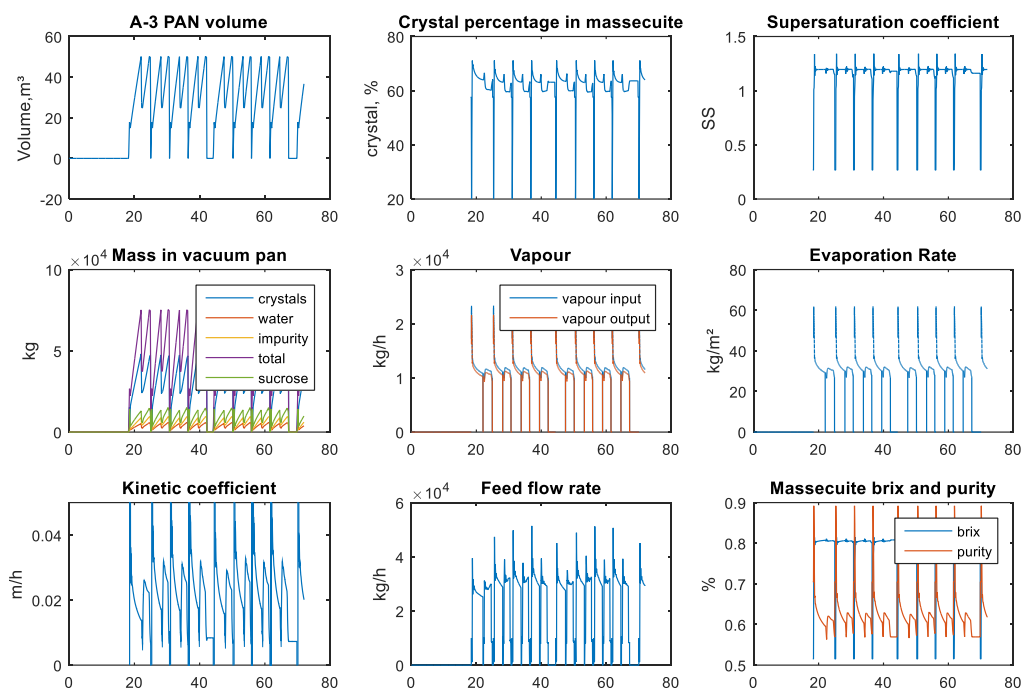 A-3 PAN volume
60
40
20
0
-20
Volume,m³
0 20 40 60 80
Crystal percentage in massecuite
80
60
40
20
crystal, %
0 20 40 60 80
Supersaturation coefficient
1.5
1
0.5
0
SS
0 20 40 60 80
×10⁴ Mass in vacuum pan
10
5
0
kg
crystals
water
impurity
total
sucrose
0 20 40 60 80
×10⁴ Vapour
3
2
1
0
kg/h
vapour input
vapour output
0 20 40 60 80
Evaporation Rate
80
60
40
20
0
kg/m²
0 20 40 60 80
Kinetic coefficient
0.04
0.02
0
m/h
0 20 40 60 80
×10⁴ Feed flow rate
6
4
2
0
kg/h
0 20 40 60 80
Massecuite brix and purity
0.9
0.8
0.7
0.6
0.5
%
brix
purity
0 20 40 60 80